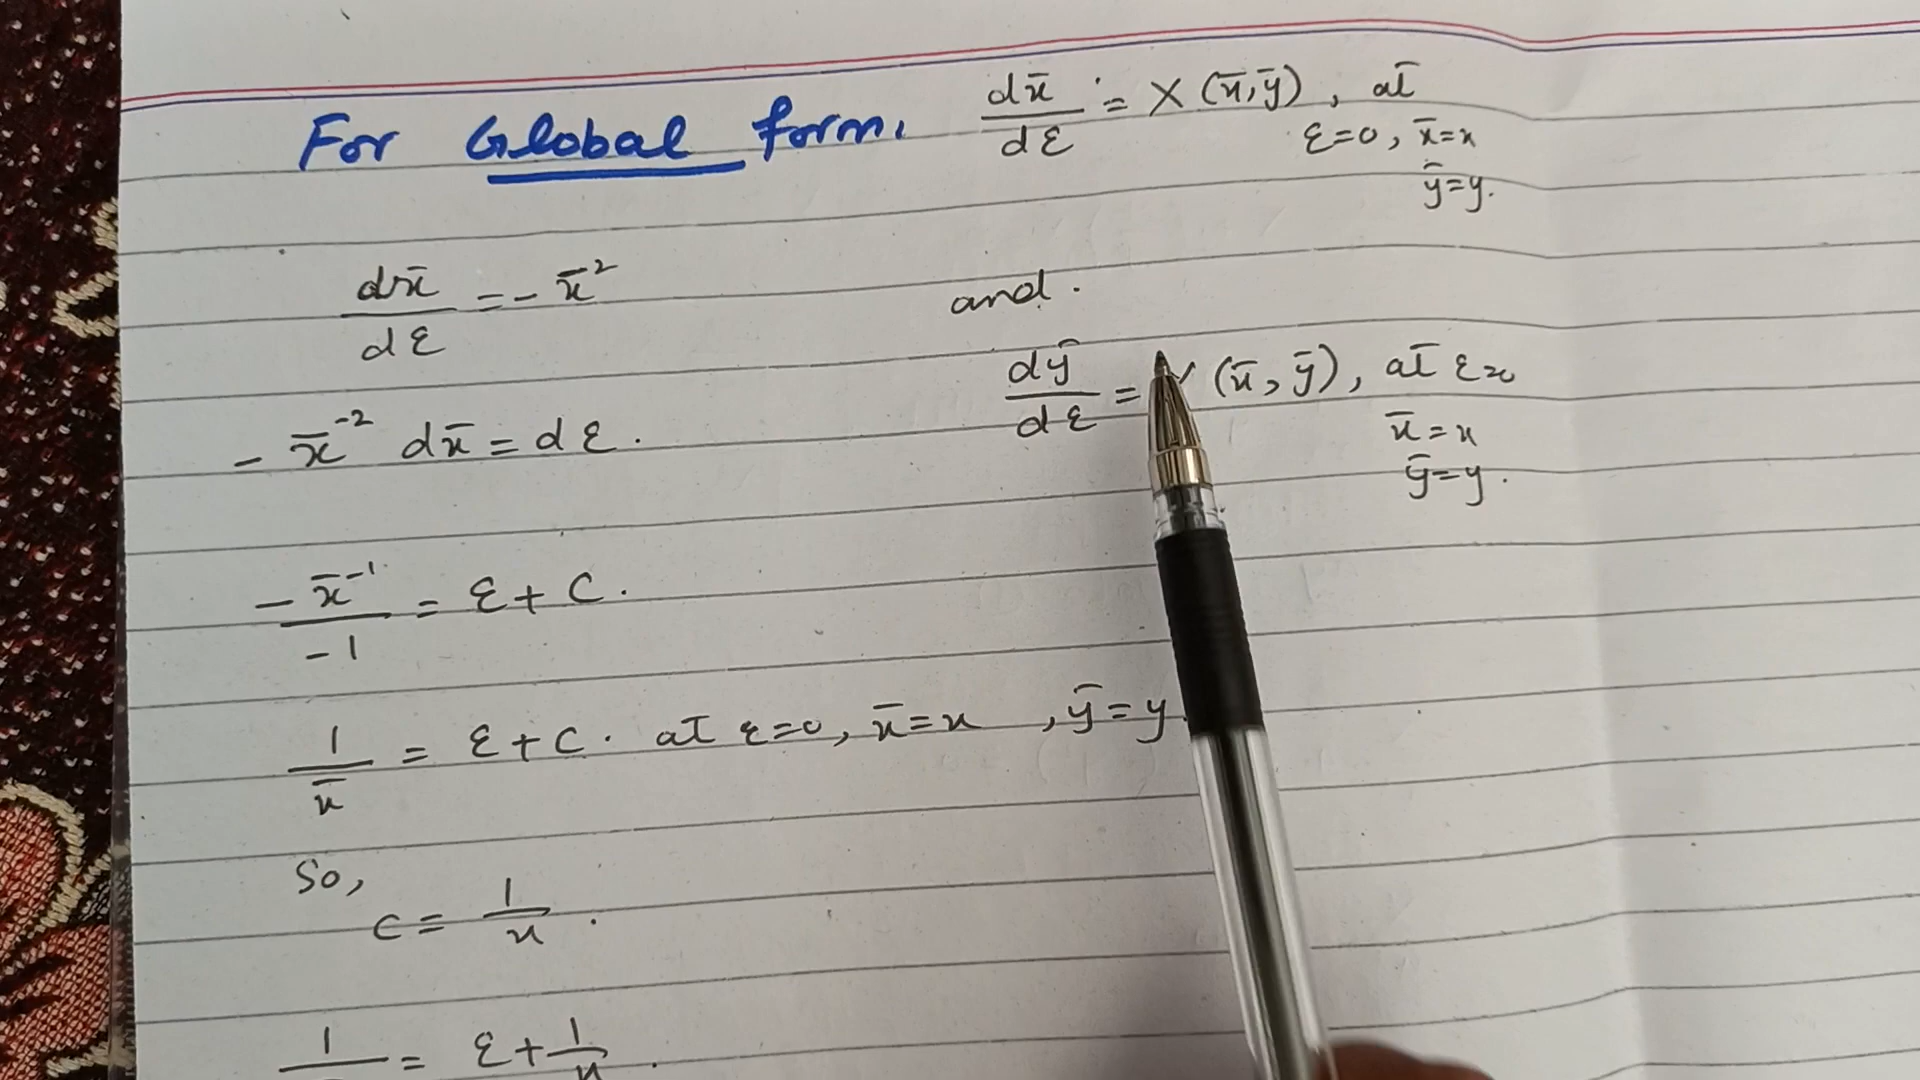 For Global form. dx̄/dε = X (x̄,ȳ), at
ε=0, x̄=x
ȳ=y.
dx̄/dε = - x̄²
and.
dȳ/dε = Y (x̄, ȳ), at ε=0
x̄=x
ȳ=y.
- x̄⁻² dx̄ = dε.
- x̄⁻¹/-1 = ε + C.
1/x̄ = ε + C. at ε=0, x̄=x , ȳ=y.
So,
C = 1/x .
1/ = ε + 1/x .